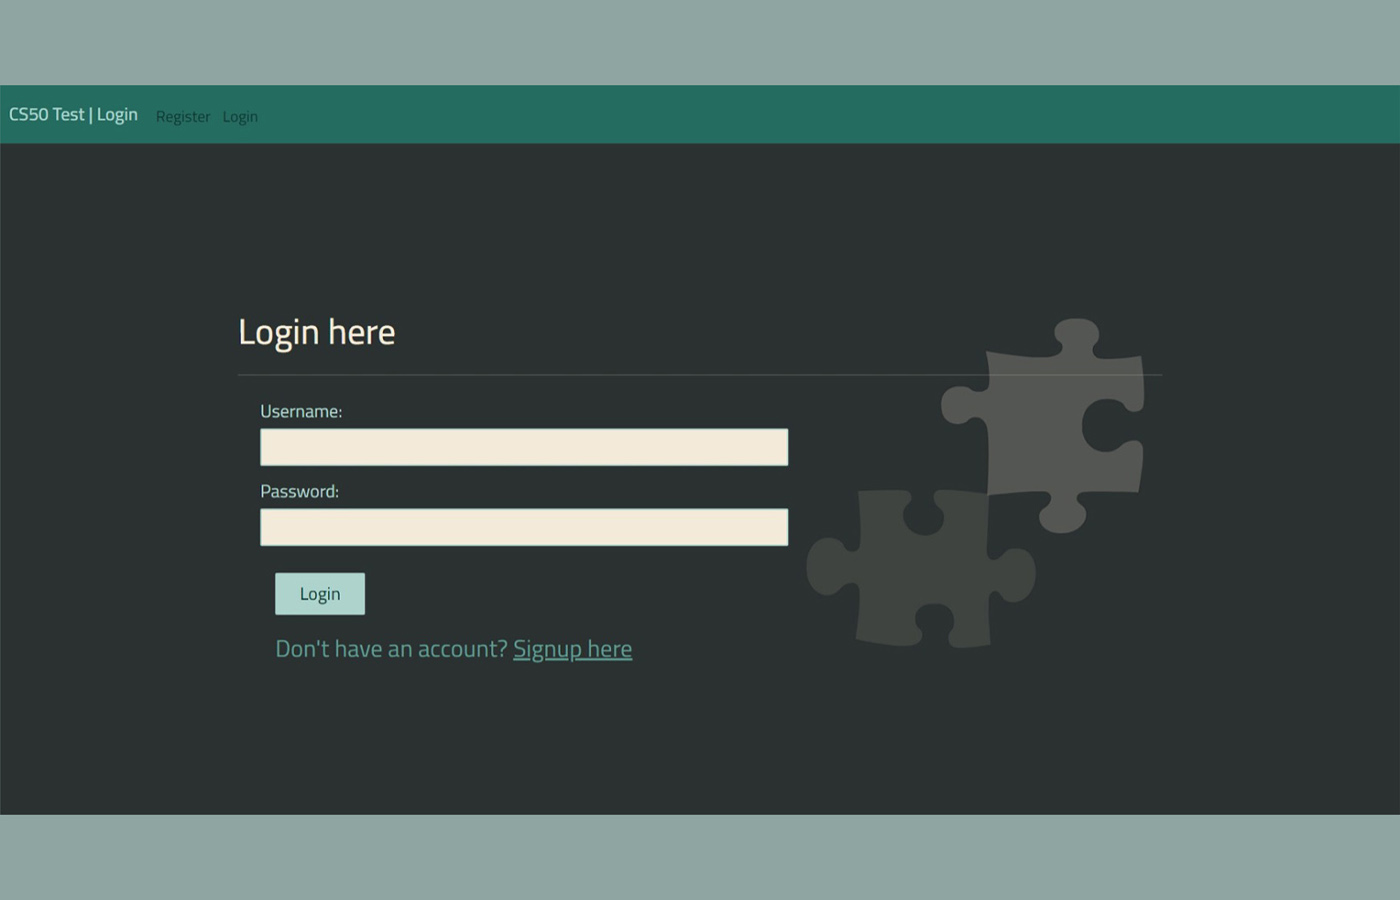 CS50 Test | Login Register Login
Login here
Username:
Password:
Login
Don't have an account? Signup here